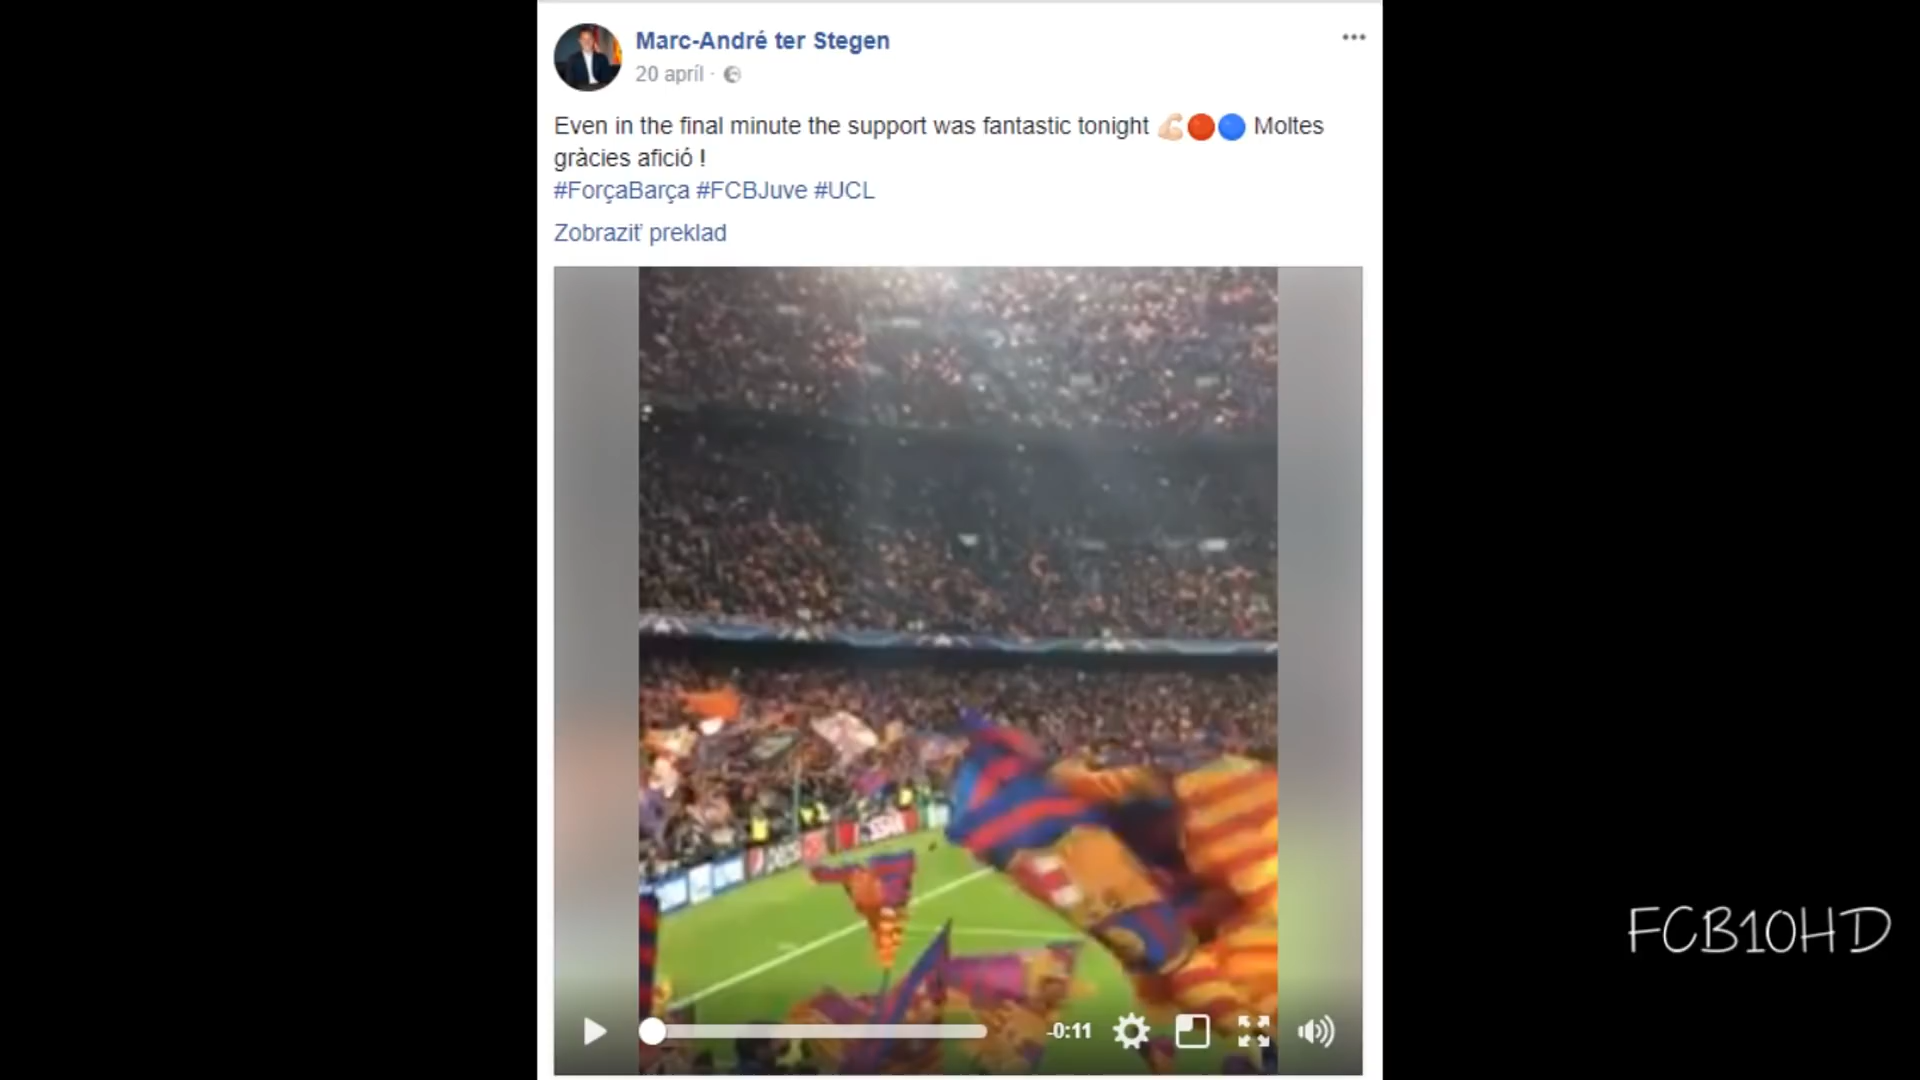 Marc-André ter Stegen
20 apríl ·
Even in the final minute the support was fantastic tonight 💪🏻🔴🔵 Moltes
gràcies afició !
#ForçaBarça #FCBJuve #UCL
Zobraziť preklad
-0:11
FCB10HD